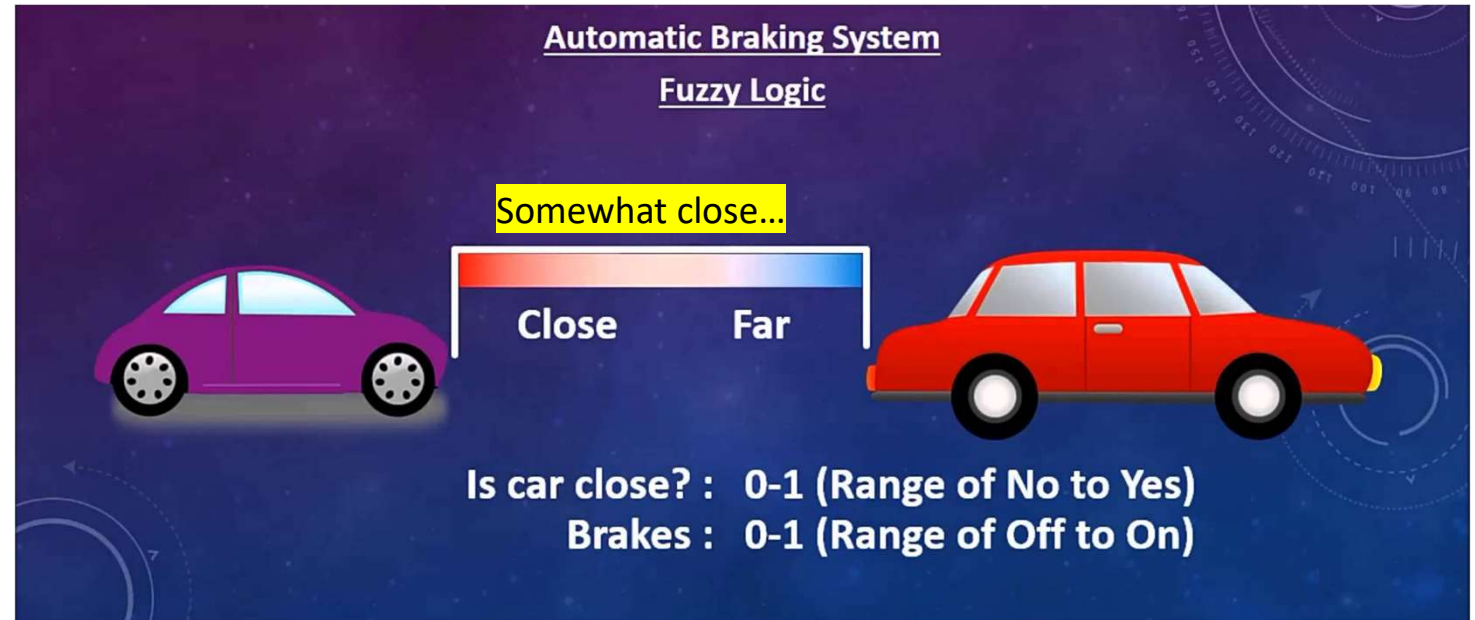 Automatic Braking System
Fuzzy Logic
Somewhat close...
Close Far
Is car close? : 0-1 (Range of No to Yes)
Brakes : 0-1 (Range of Off to On)